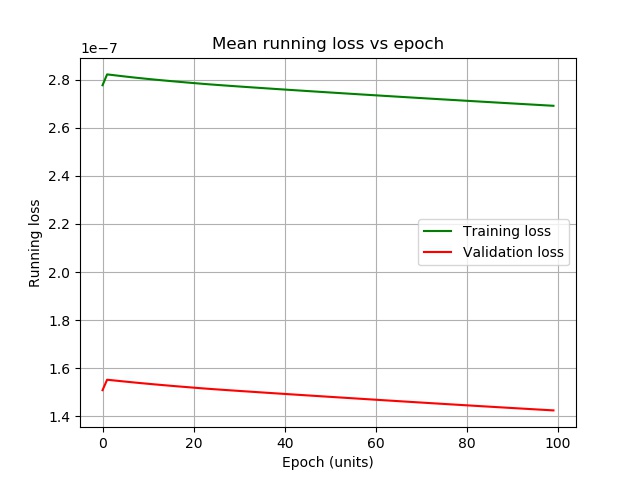 Mean running loss vs epoch
1e−7
2.8
2.6
2.4
2.2
2.0
1.8
1.6
1.4
Running loss
Training loss
Validation loss
0 20 40 60 80 100
Epoch (units)